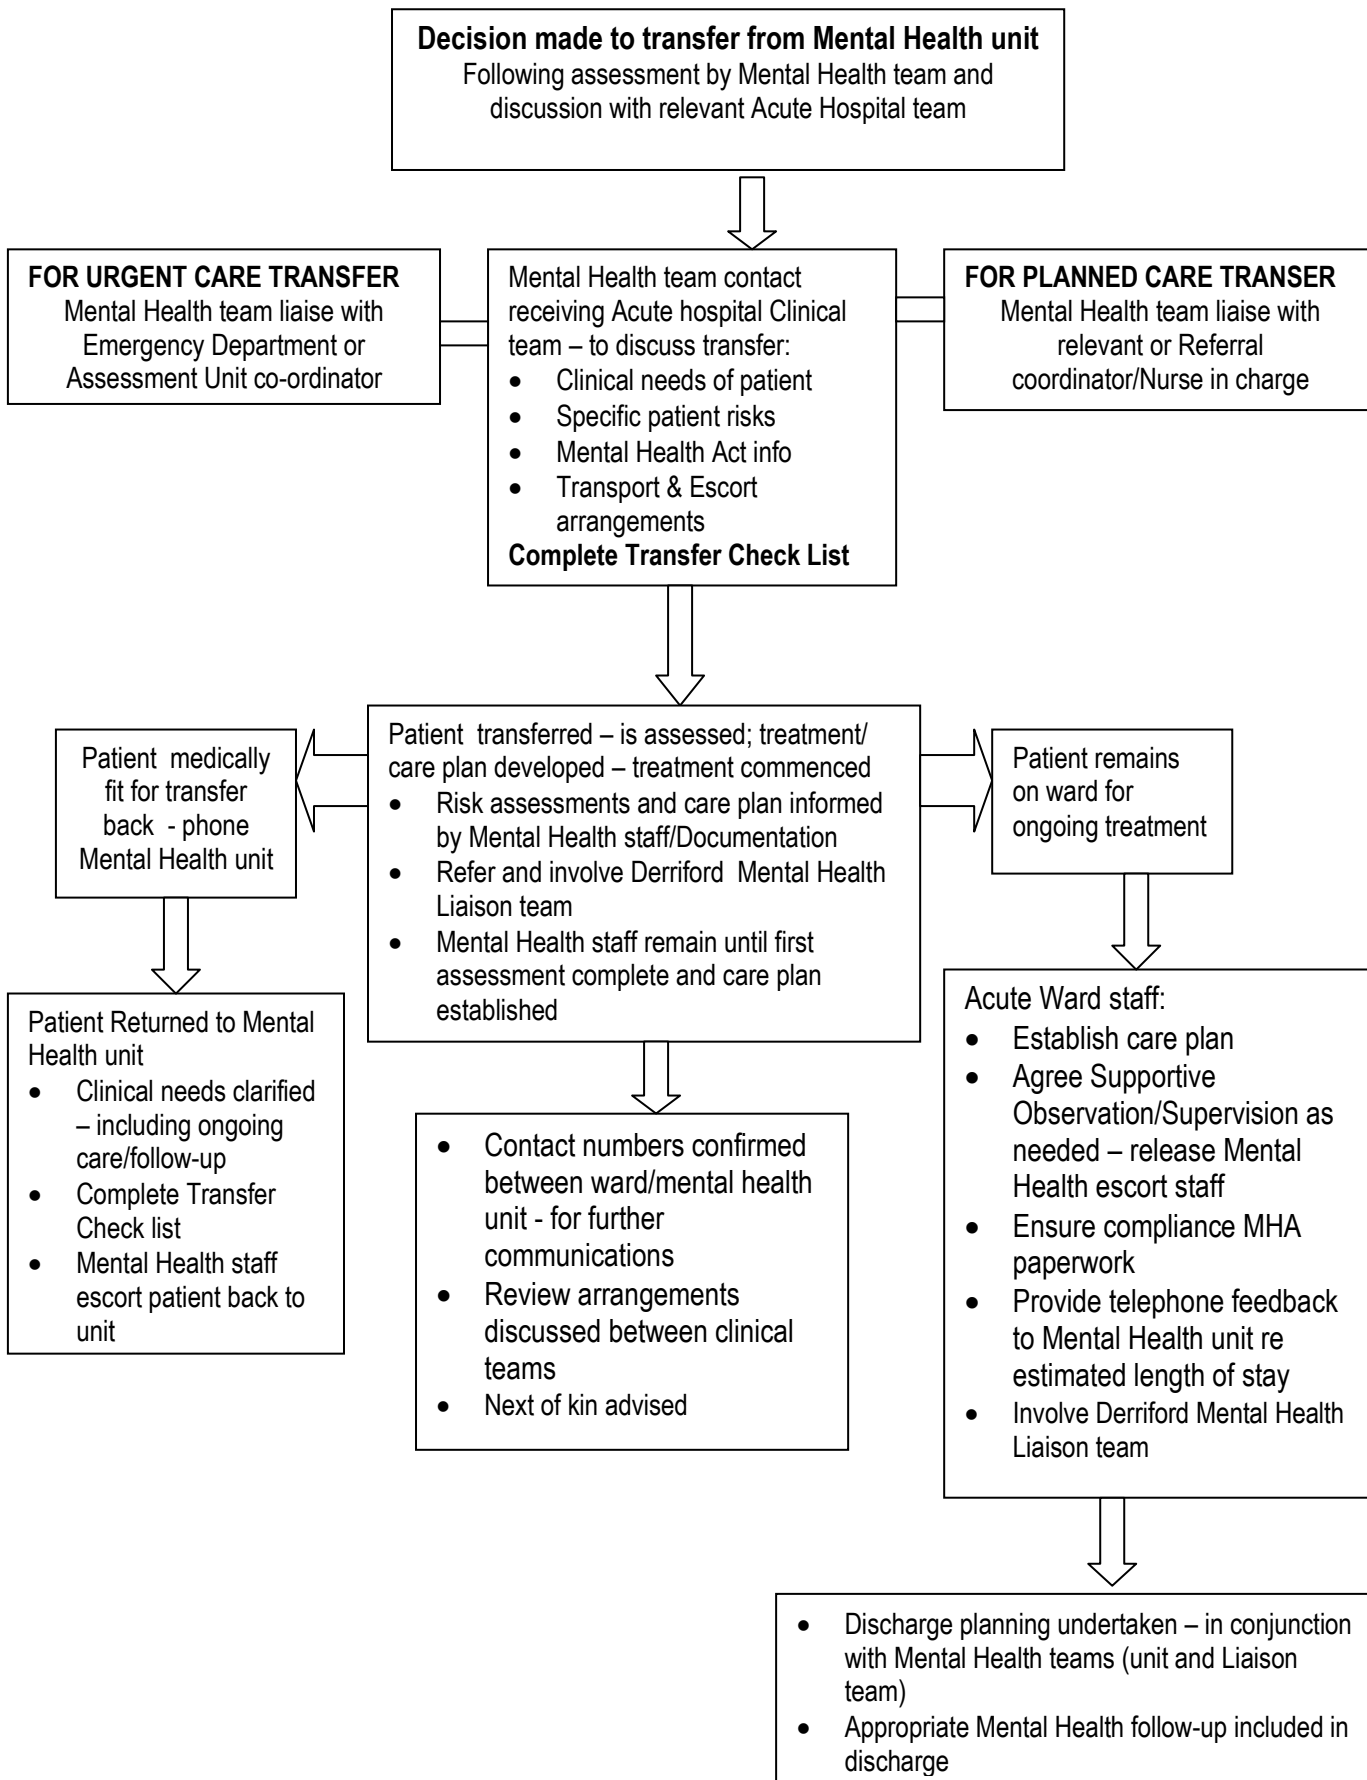 Decision made to transfer from Mental Health unit
Following assessment by Mental Health team and
discussion with relevant Acute Hospital team
FOR URGENT CARE TRANSFER
Mental Health team liaise with
Emergency Department or
Assessment Unit co-ordinator
Mental Health team contact
receiving Acute hospital Clinical
team – to discuss transfer:
• Clinical needs of patient
• Specific patient risks
• Mental Health Act info
• Transport & Escort
arrangements
Complete Transfer Check List
FOR PLANNED CARE TRANSER
Mental Health team liaise with
relevant or Referral
coordinator/Nurse in charge
Patient medically
fit for transfer
back - phone
Mental Health unit
Patient transferred – is assessed; treatment/
care plan developed – treatment commenced
• Risk assessments and care plan informed
by Mental Health staff/Documentation
• Refer and involve Derriford Mental Health
Liaison team
• Mental Health staff remain until first
assessment complete and care plan
established
Patient remains
on ward for
ongoing treatment
Patient Returned to Mental
Health unit
• Clinical needs clarified
– including ongoing
care/follow-up
• Complete Transfer
Check list
• Mental Health staff
escort patient back to
unit
• Contact numbers confirmed
between ward/mental health
unit - for further
communications
• Review arrangements
discussed between clinical
teams
• Next of kin advised
Acute Ward staff:
• Establish care plan
• Agree Supportive
Observation/Supervision as
needed – release Mental
Health escort staff
• Ensure compliance MHA
paperwork
• Provide telephone feedback
to Mental Health unit re
estimated length of stay
• Involve Derriford Mental Health
Liaison team
• Discharge planning undertaken – in conjunction
with Mental Health teams (unit and Liaison
team)
• Appropriate Mental Health follow-up included in
discharge